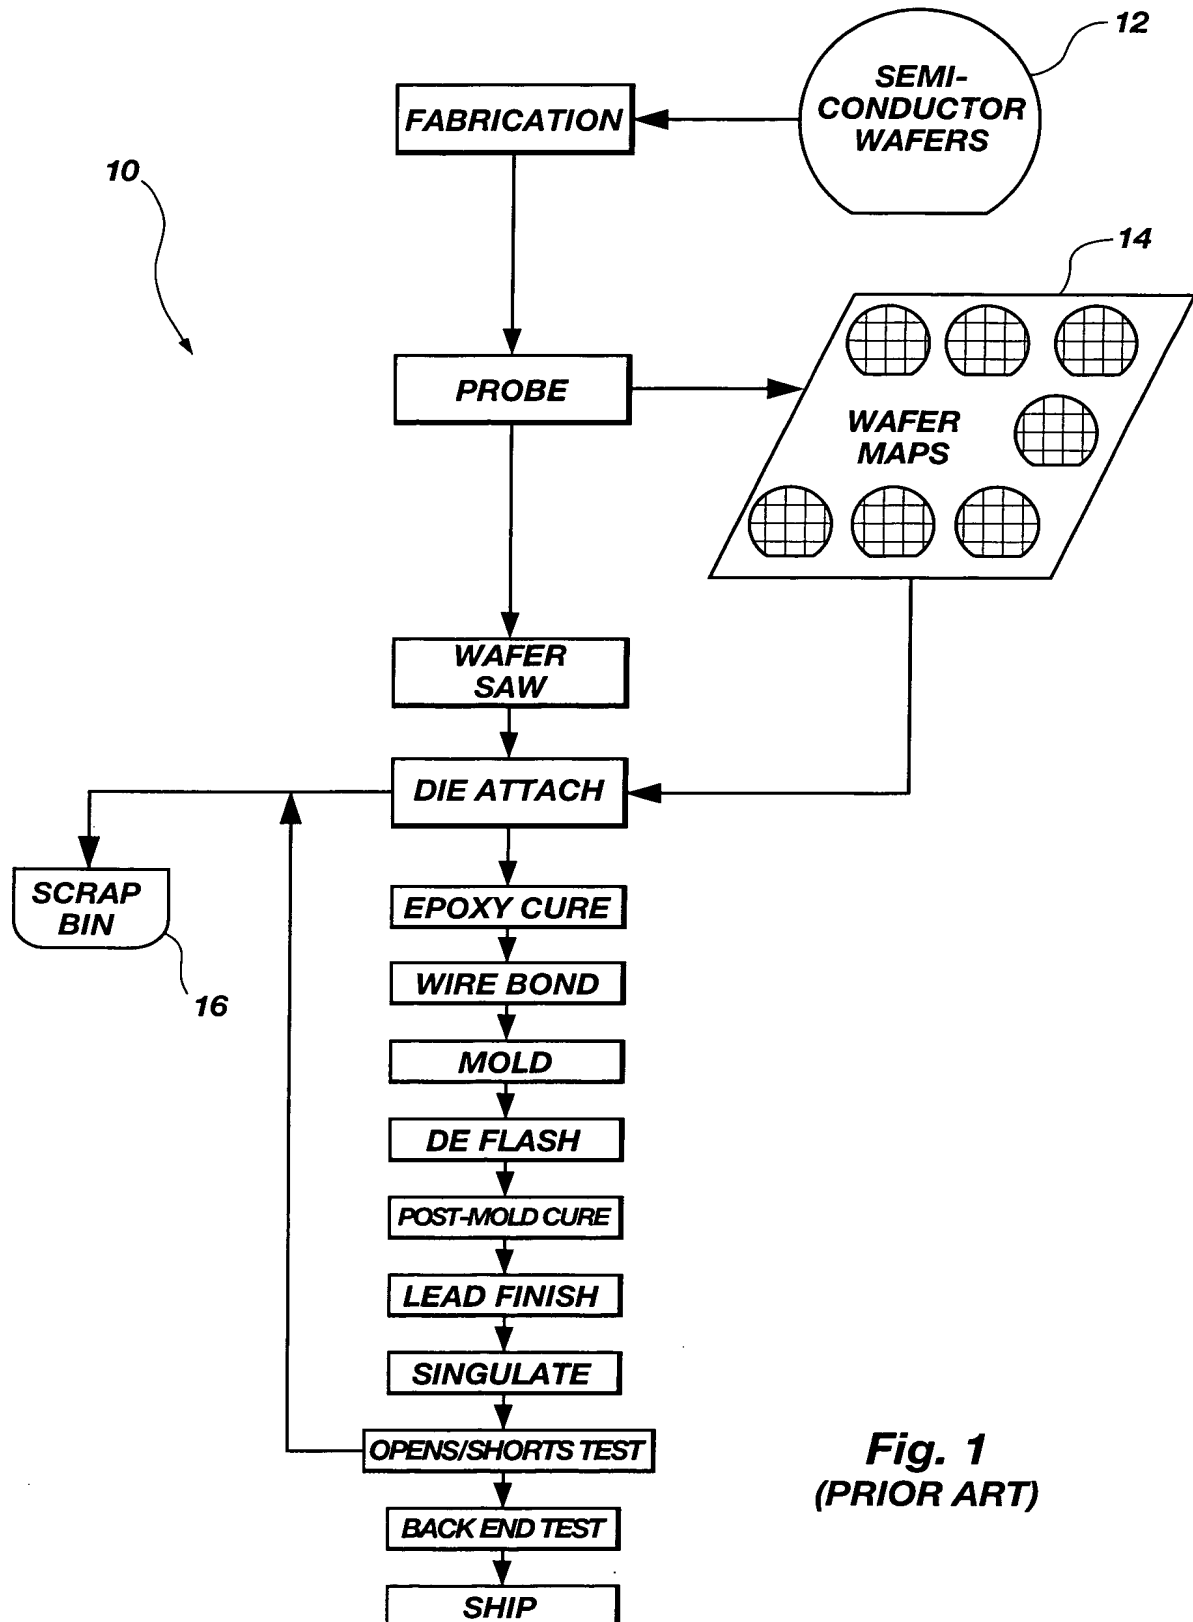 12
SEMI-
CONDUCTOR
WAFERS
FABRICATION
10
14
PROBE
WAFER
MAPS
WAFER
SAW
DIE ATTACH
SCRAP
BIN
EPOXY CURE
WIRE BOND
16
MOLD
DE FLASH
POST-MOLD CURE
LEAD FINISH
SINGULATE
OPENS/SHORTS TEST
BACK END TEST
SHIP
Fig. 1
(PRIOR ART)